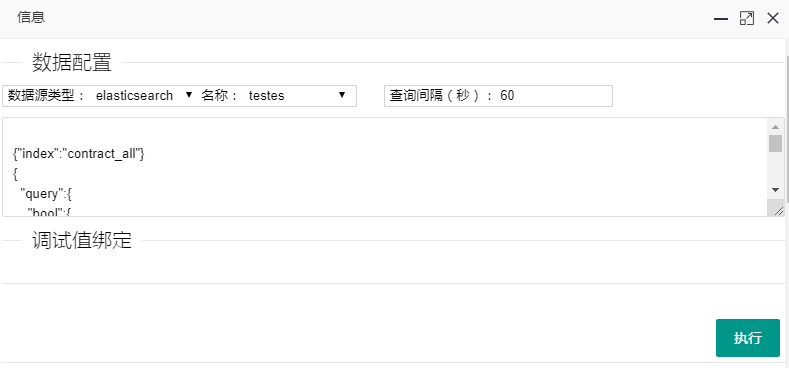 信息
数据配置
数据源类型： elasticsearch 名称： testes 查询间隔（秒）： 60
{"index":"contract_all"}
{
"query":{
"bool":{
调试值绑定
执行